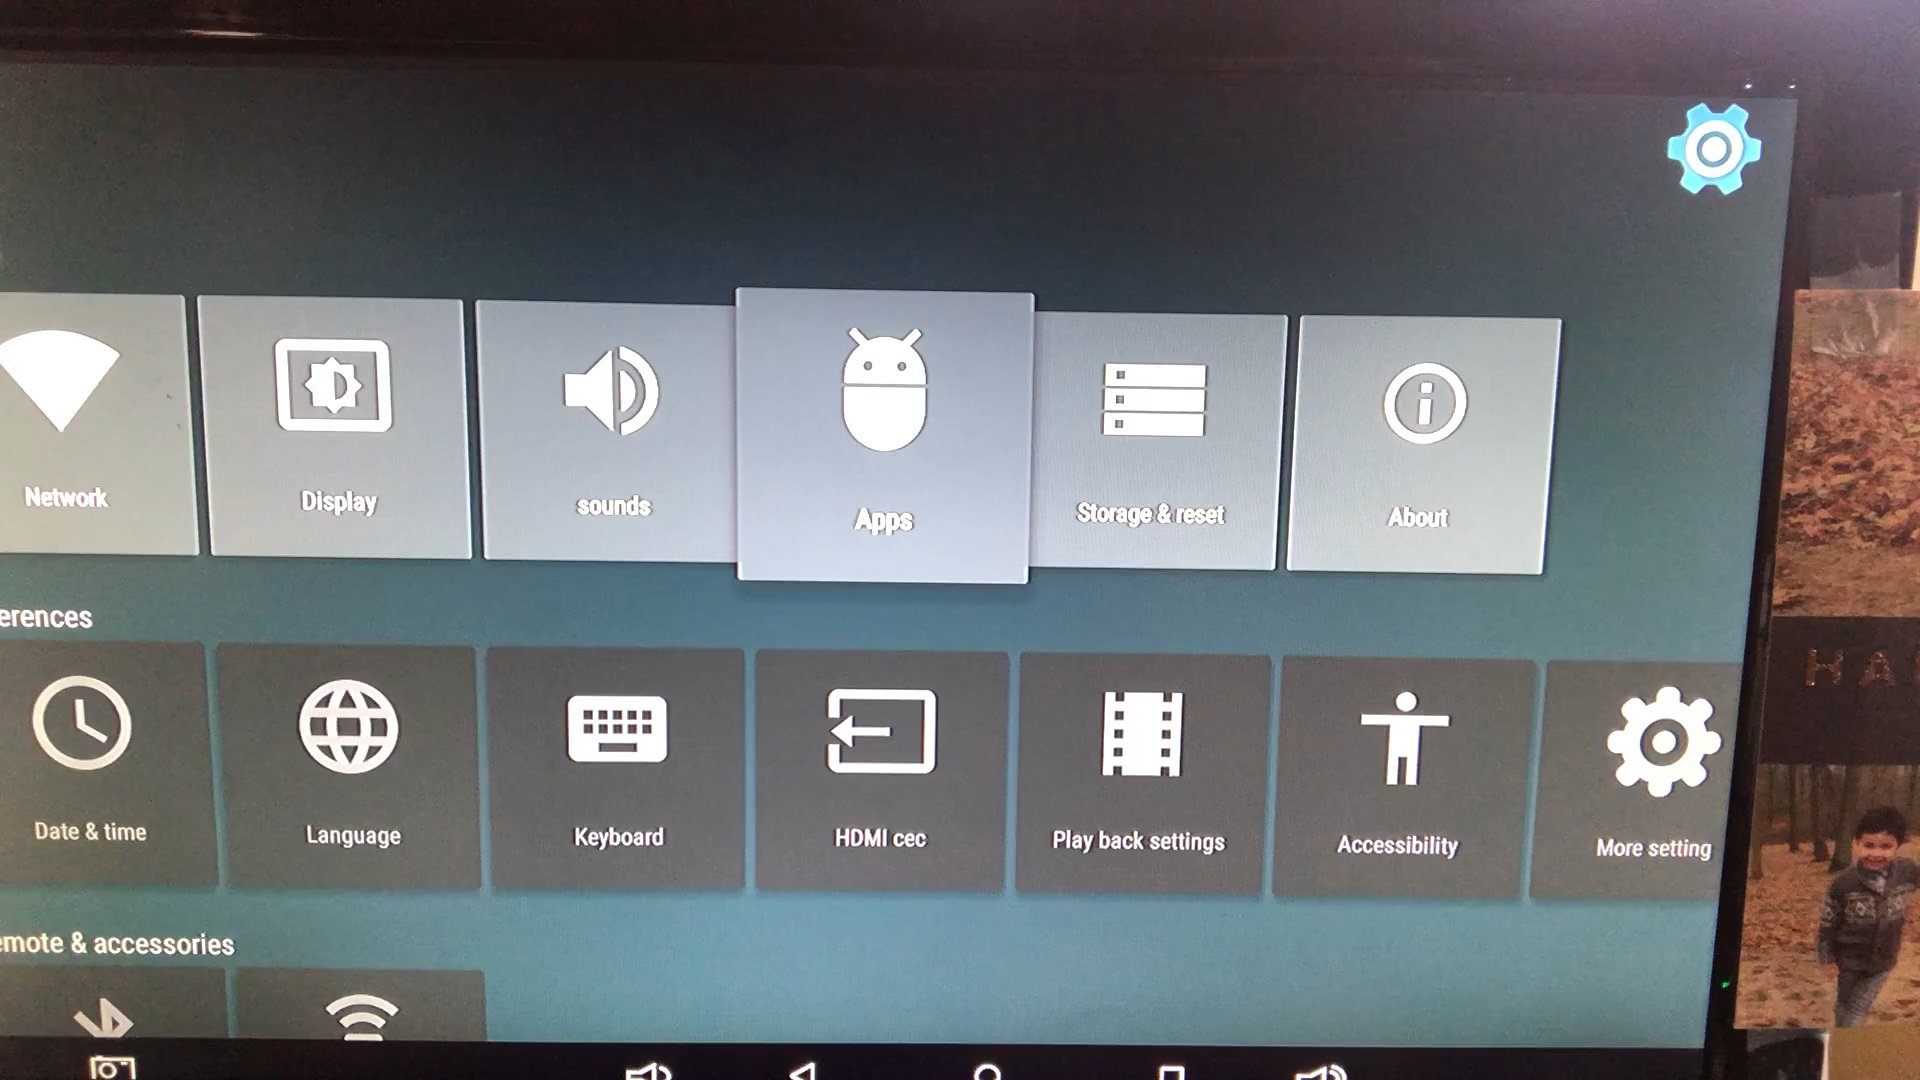 Network
Display
sounds
Apps
Storage & reset
About
erences
Date & time
Language
Keyboard
HDMI cec
Play back settings
Accessibility
More setting
emote & accessories
HA